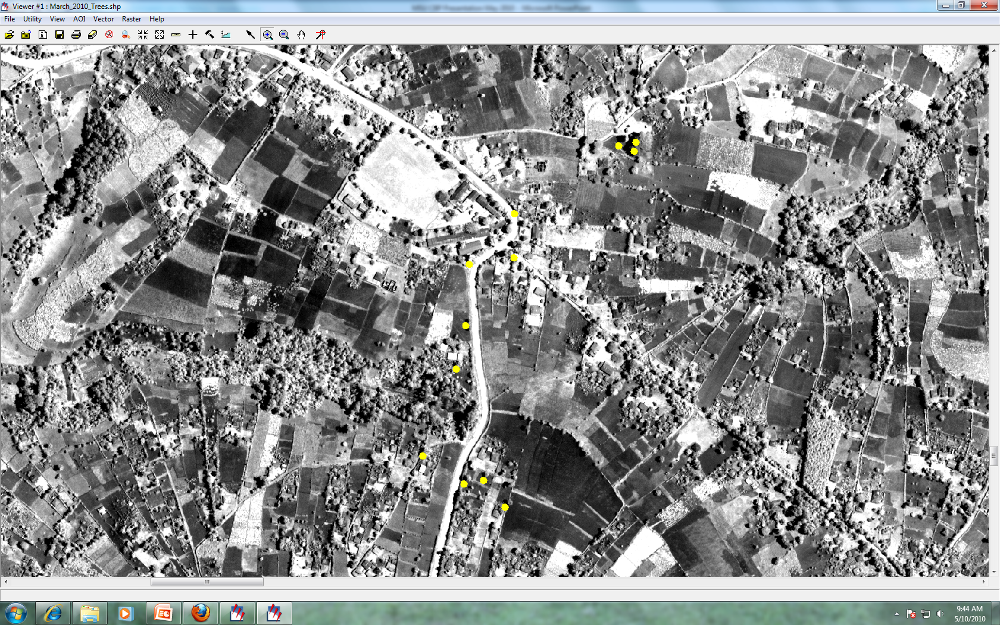 Viewer #1 : March_2010_Trees.shp
File Utility View AOI Vector Raster Help
9:44 AM
5/10/2010